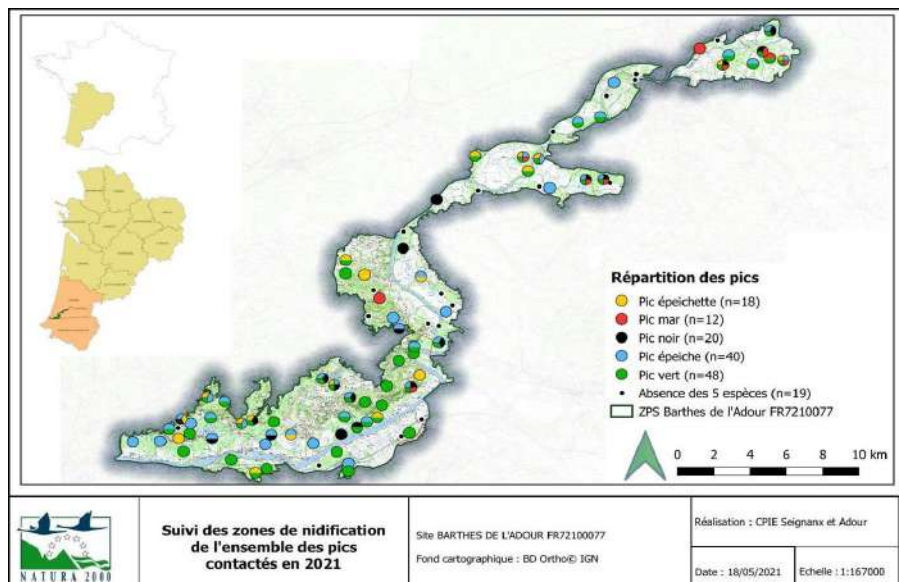 Répartition des pics
Pic épeichette (n=18)
Pic mar (n=12)
Pic noir (n=20)
Pic épeiche (n=40)
Pic vert (n=48)
Absence des 5 espèces (n=19)
ZPS Barthes de l'Adour FR7210077
0 2 4 6 8 10 km
NATURA 2000
Suivi des zones de nidification
de l'ensemble des pics
contactés en 2021
Site BARTHES DE L'ADOUR FR72100077
Fond cartographique : BD Ortho© IGN
Réalisation : CPIE Seignanx et Adour
Date : 18/05/2021
Echelle : 1:167000